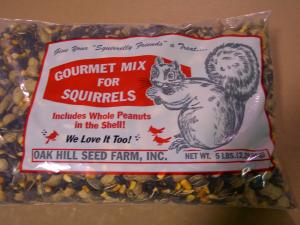 Give Your "Squirrelly Friends" a Treat....
GOURMET MIX
FOR
SQUIRRELS
Includes Whole Peanuts
in the Shell!
We Love It Too!
OAK HILL SEED FARM, INC.
NET WT. 5 LBS.